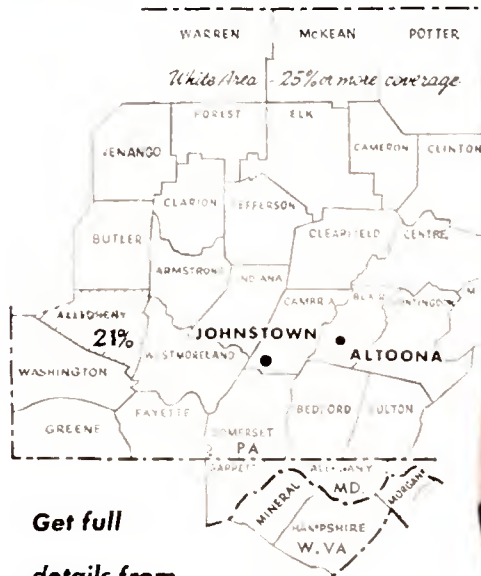 WARREN McKEAN POTTER
White Area - 25% or more coverage
FOREST ELK
VENANGO CAMERON CLINTON
CLARION JEFFERSON
BUTLER CLEARFIELD CENTRE
ARMSTRONG INDIANA
ALLEGHENY CAMBRIA BLAIR HUNTINGDON M
21% JOHNSTOWN
WASHINGTON WESTMORELAND ALTOONA
GREENE FAYETTE SOMERSET BEDFORD FULTON
PA
GARRETT ALLEGANY
MINERAL MD. MORGAN
HAMPSHIRE
W. VA
Get full
details from